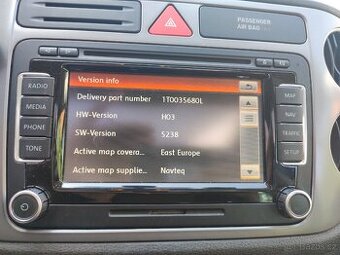 PASSENGER
AIR BAG
RADIO
MEDIA
PHONE
TONE
MAP
NAV
TRAFFIC
SETUP
Version info
Delivery part number 1T0035680L
HW-Version H03
SW-Version 5238
Active map covera... East Europe
Active map supplie... Navteq